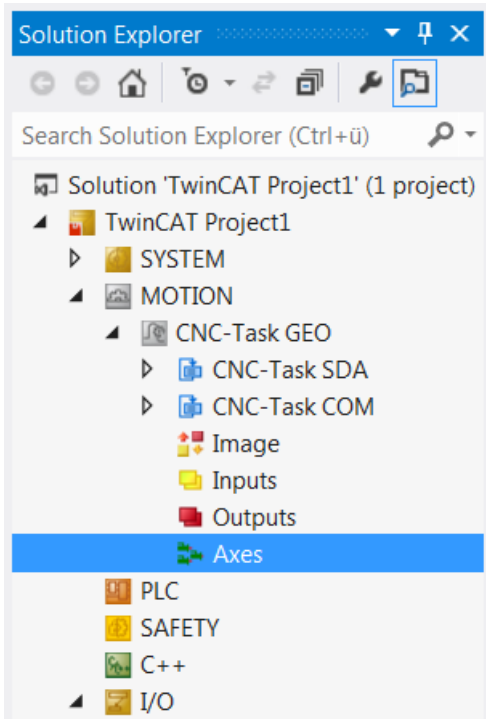 Solution Explorer
Search Solution Explorer (Ctrl+ü)
Solution 'TwinCAT Project1' (1 project)
TwinCAT Project1
SYSTEM
MOTION
CNC-Task GEO
CNC-Task SDA
CNC-Task COM
Image
Inputs
Outputs
Axes
PLC
SAFETY
C++
I/O